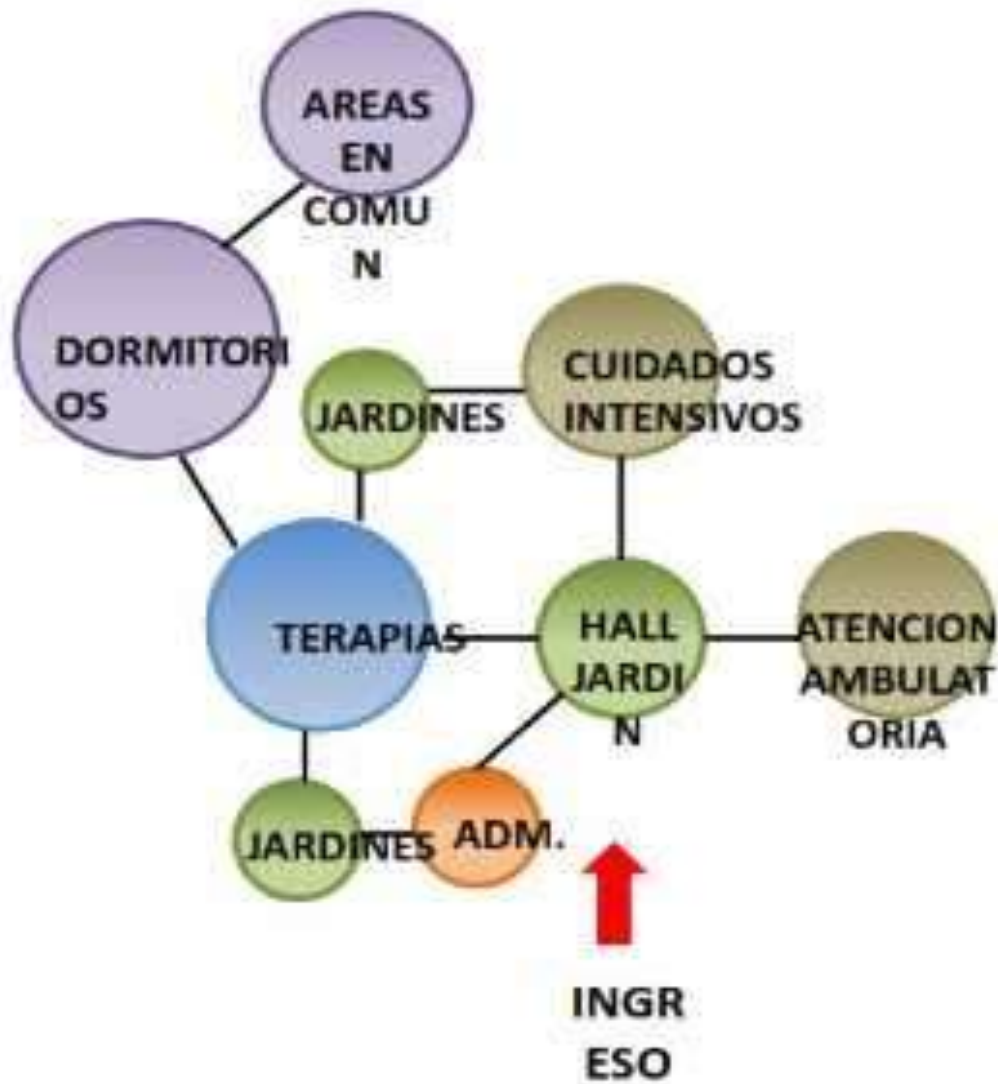 AREAS
EN
COMU
N
DORMITORI
OS
CUIDADOS
INTENSIVOS
JARDINES
TERAPIAS
HALL
JARDI
N
ATENCION
AMBULAT
ORIA
JARDINES
ADM.
INGR
ESO